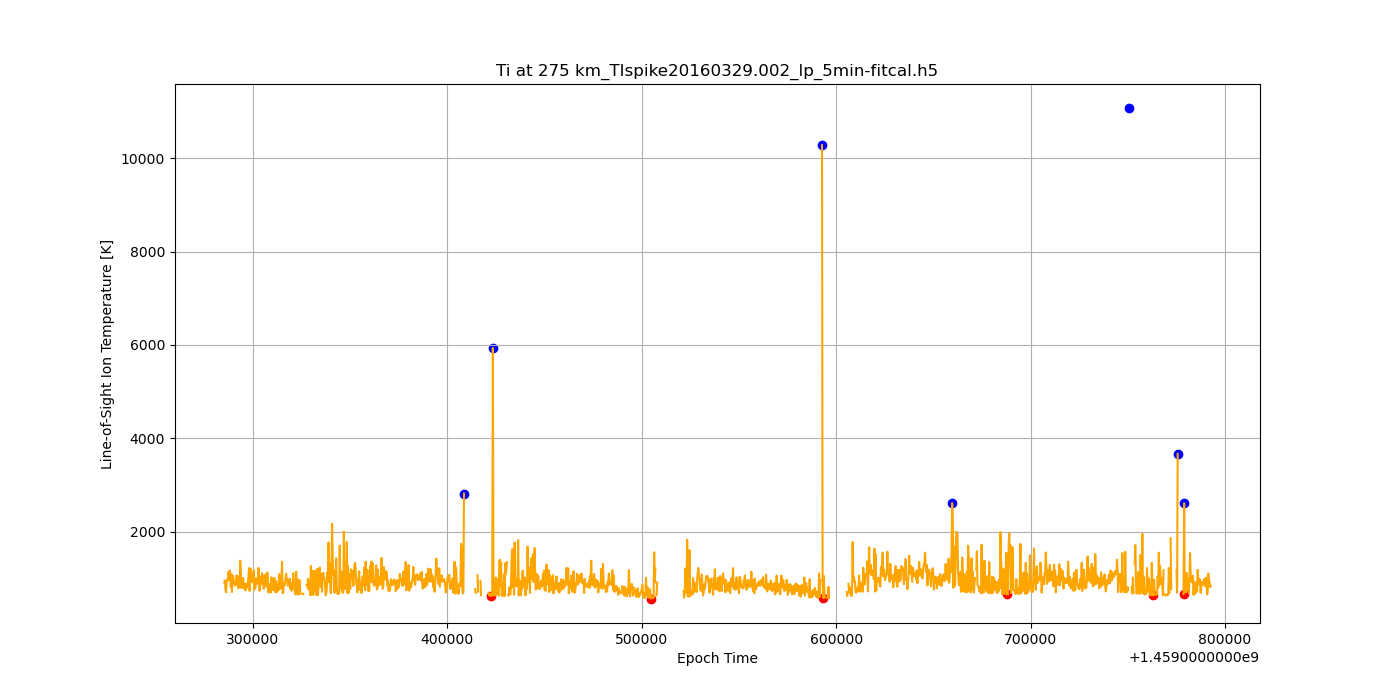 Ti at 275 km_TIspike20160329.002_lp_5min-fitcal.h5
Line-of-Sight Ion Temperature [K]
10000
8000
6000
4000
2000
300000 400000 500000 600000 700000 800000
Epoch Time
+1.4590000000e9